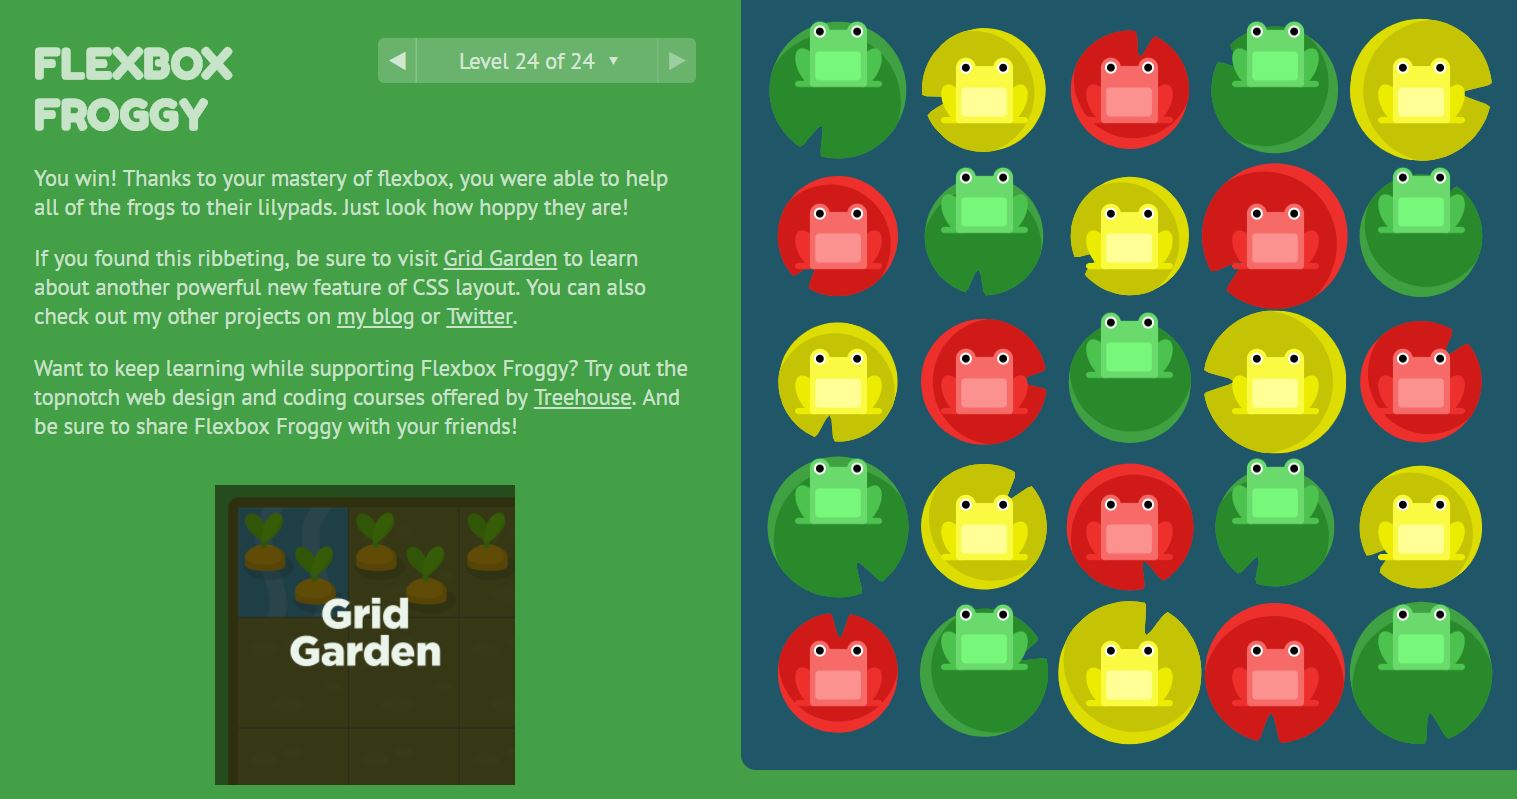 FLEXBOX
FROGGY
◀ Level 24 of 24 ▼ ▶
You win! Thanks to your mastery of flexbox, you were able to help
all of the frogs to their lilypads. Just look how hoppy they are!
If you found this ribbeting, be sure to visit Grid Garden to learn
about another powerful new feature of CSS layout. You can also
check out my other projects on my blog or Twitter.
Want to keep learning while supporting Flexbox Froggy? Try out the
topnotch web design and coding courses offered by Treehouse. And
be sure to share Flexbox Froggy with your friends!
Grid
Garden